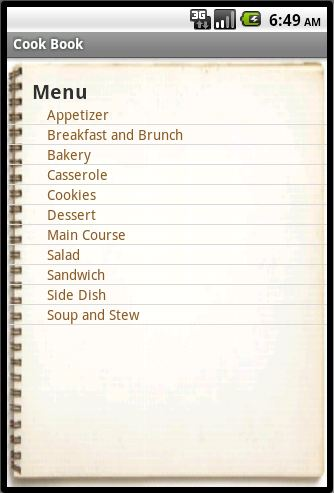 3G 6:49 AM
Cook Book
Menu
Appetizer
Breakfast and Brunch
Bakery
Casserole
Cookies
Dessert
Main Course
Salad
Sandwich
Side Dish
Soup and Stew